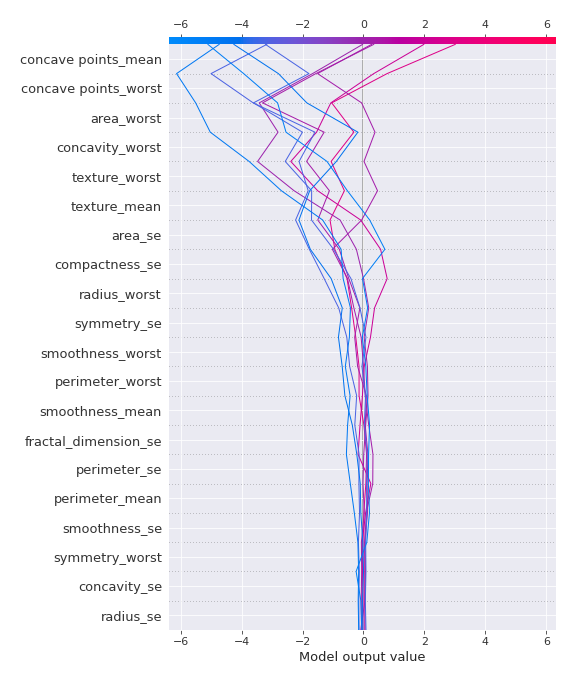 −6 −4 −2 0 2 4 6
concave points_mean
concave points_worst
area_worst
concavity_worst
texture_worst
texture_mean
area_se
compactness_se
radius_worst
symmetry_se
smoothness_worst
perimeter_worst
smoothness_mean
fractal_dimension_se
perimeter_se
perimeter_mean
smoothness_se
symmetry_worst
concavity_se
radius_se
−6 −4 −2 0 2 4 6
Model output value